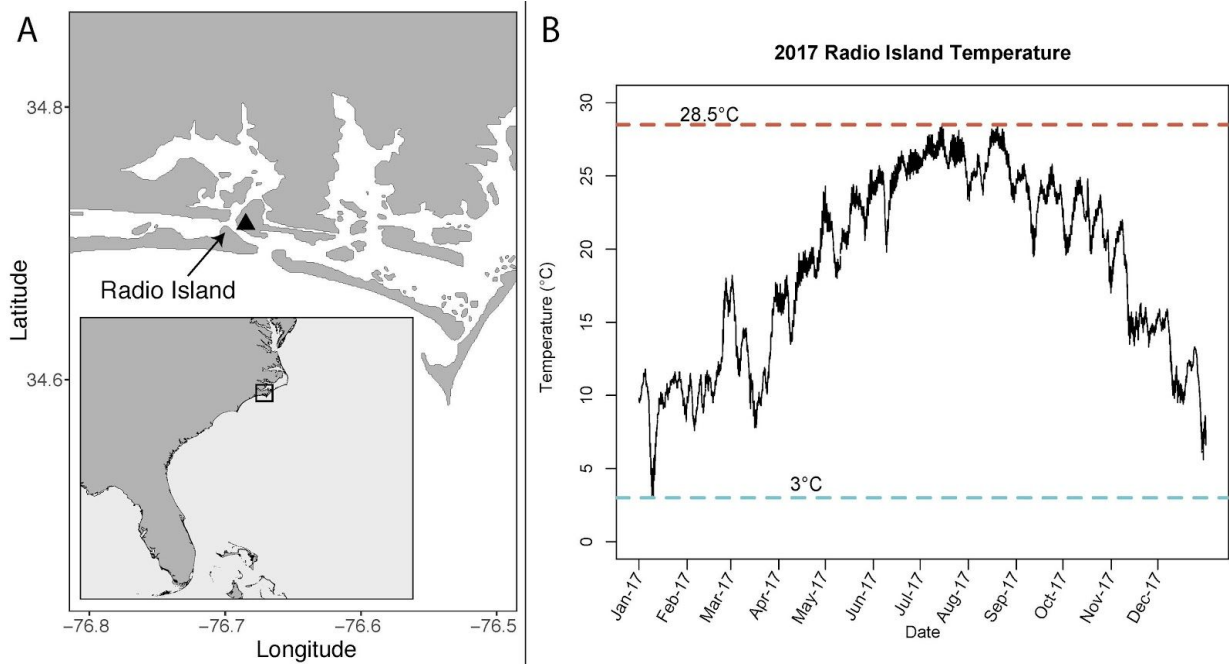 A
34.8
34.6
Latitude
Radio Island
−76.8
−76.7
−76.6
−76.5
Longitude
B
2017 Radio Island Temperature
30
25
20
15
10
5
0
Temperature (°C)
28.5°C
3°C
Jan-17
Feb-17
Mar-17
Apr-17
May-17
Jun-17
Jul-17
Aug-17
Sep-17
Oct-17
Nov-17
Dec-17
Date